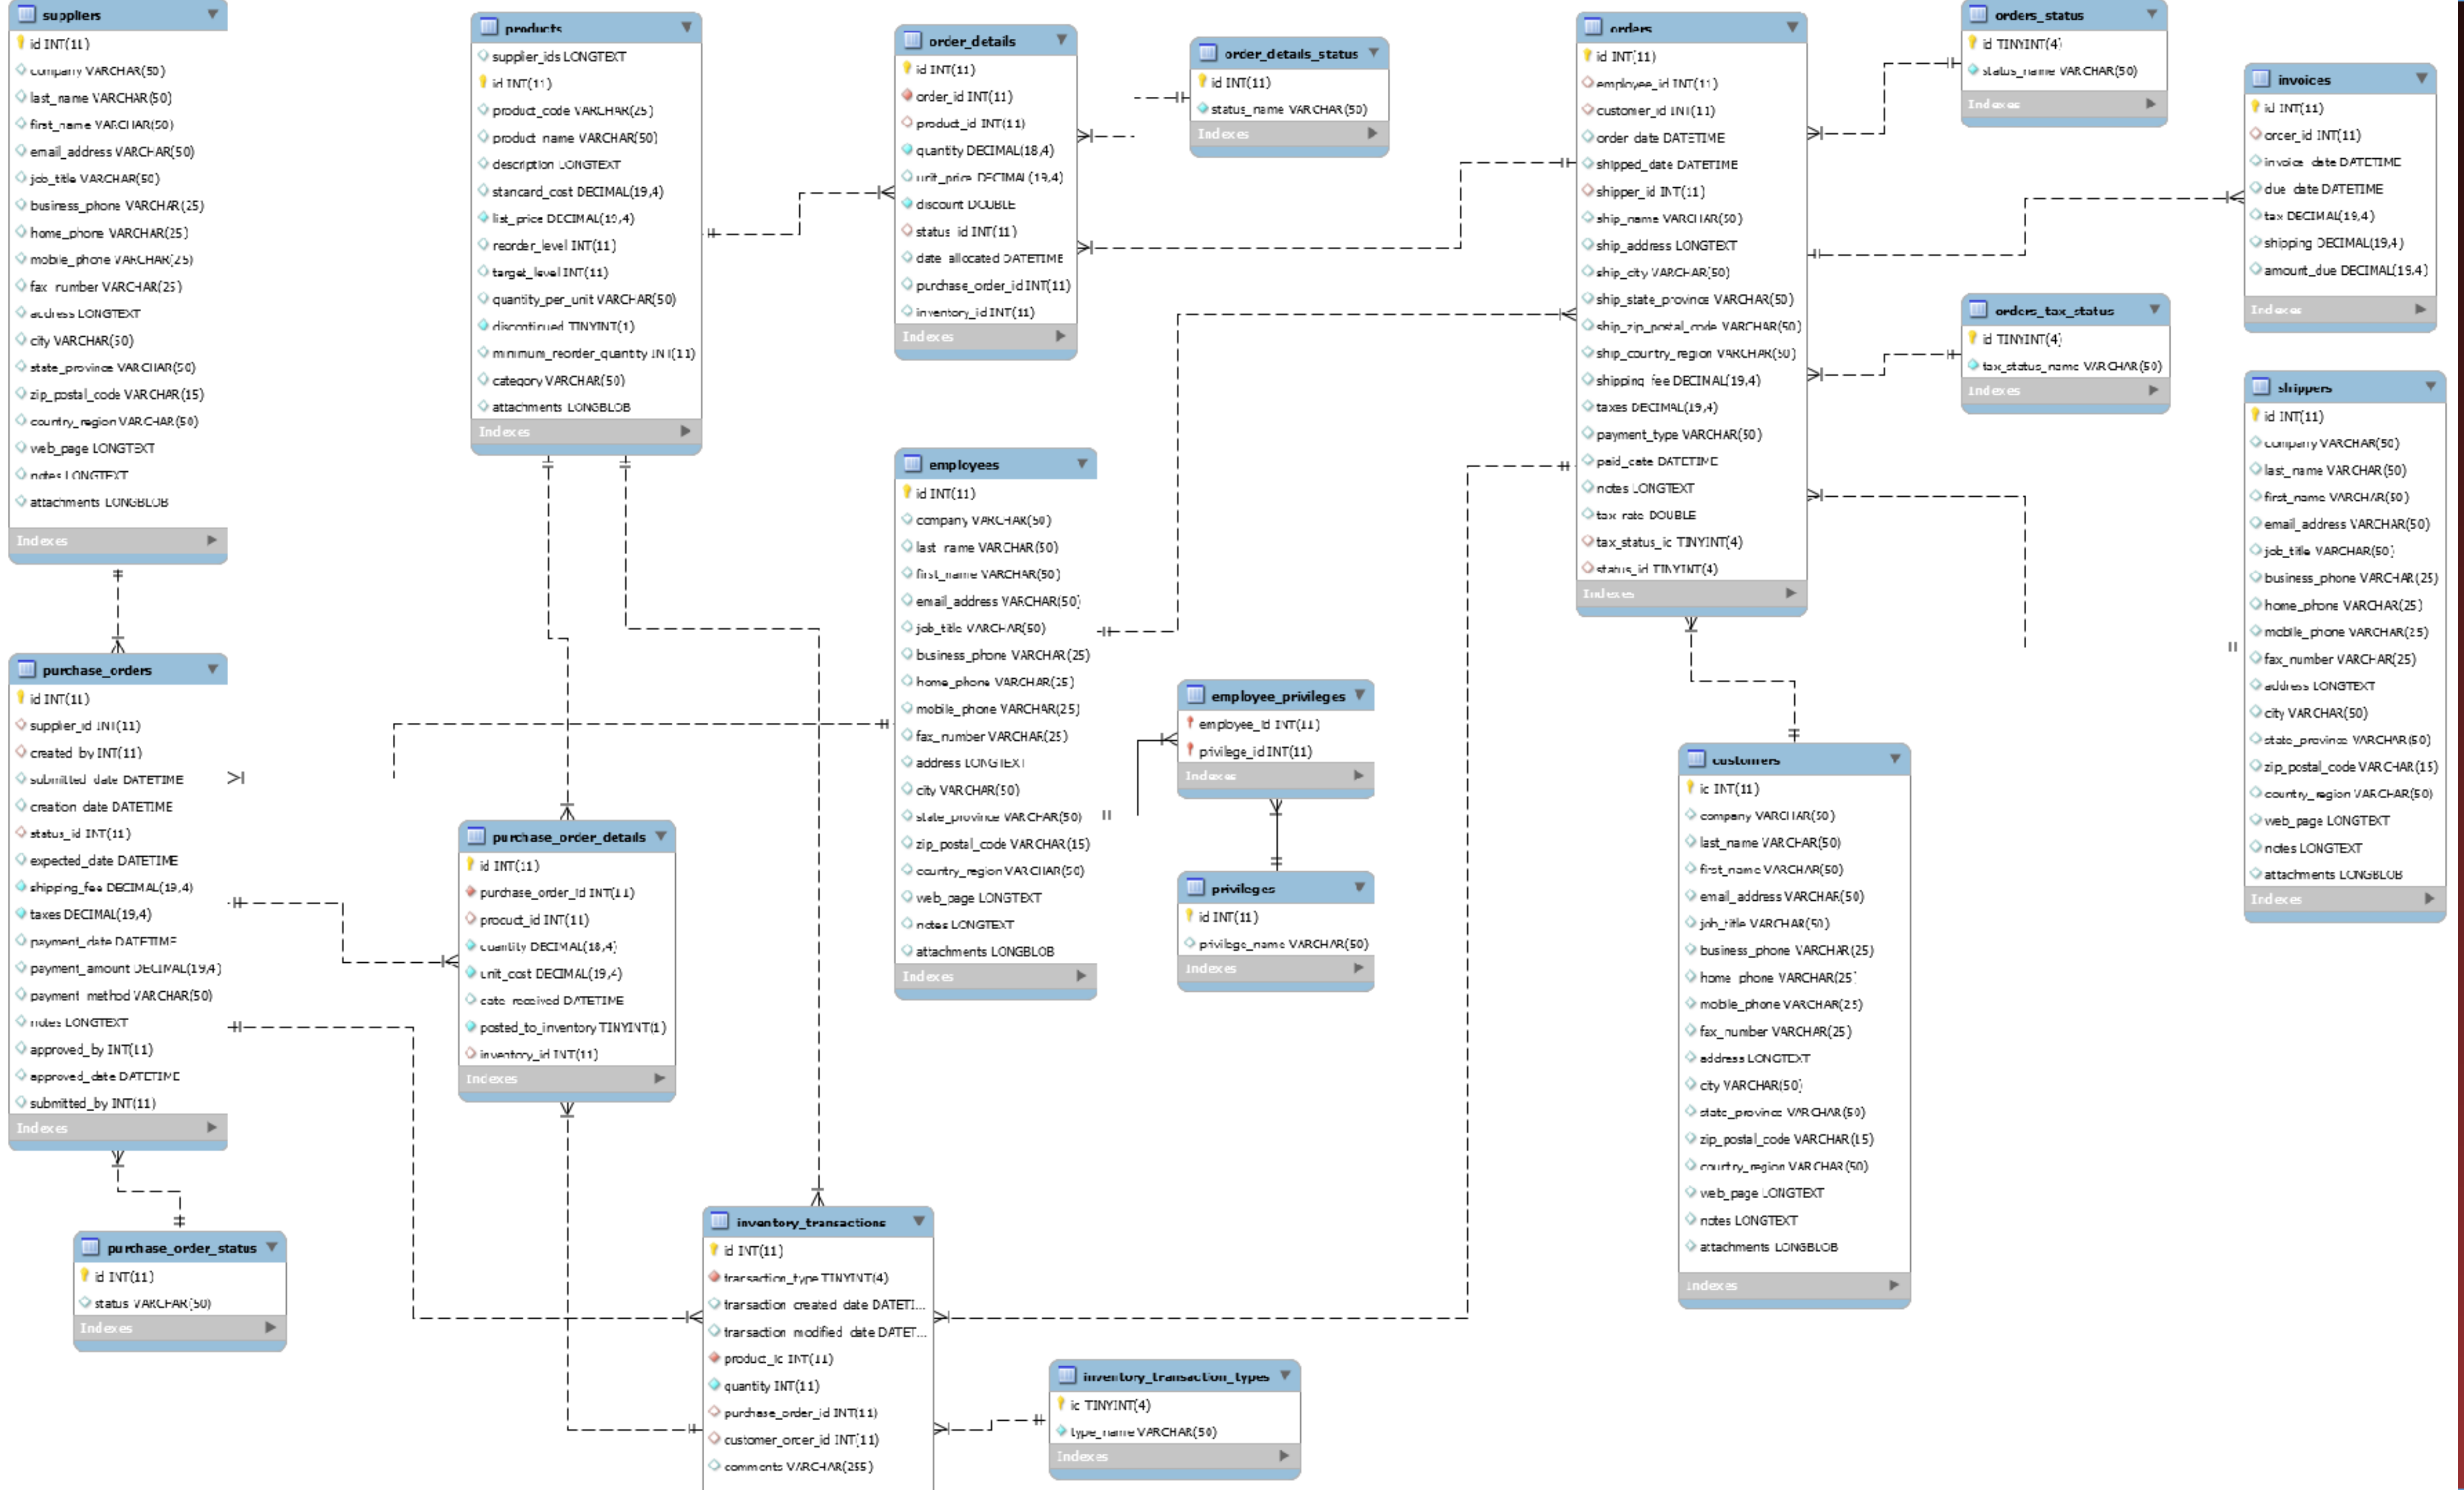 suppliers
id INT(11)
company VARCHAR(50)
last_name VARCHAR(50)
first_name VARCHAR(50)
email_address VARCHAR(50)
job_title VARCHAR(50)
business_phone VARCHAR(25)
home_phone VARCHAR(25)
mobile_phone VARCHAR(25)
fax_number VARCHAR(25)
address LONGTEXT
city VARCHAR(50)
state_province VARCHAR(50)
zip_postal_code VARCHAR(15)
country_region VARCHAR(50)
web_page LONGTEXT
notes LONGTEXT
attachments LONGBLOB
Indexes
purchase_orders
id INT(11)
supplier_id INT(11)
created_by INT(11)
submitted_date DATETIME
creation_date DATETIME
status_id INT(11)
expected_date DATETIME
shipping_fee DECIMAL(19,4)
taxes DECIMAL(19,4)
payment_date DATETIME
payment_amount DECIMAL(19,4)
payment_method VARCHAR(50)
notes LONGTEXT
approved_by INT(11)
approved_date DATETIME
submitted_by INT(11)
Indexes
purchase_order_status
id INT(11)
status VARCHAR(50)
Indexes
products
supplier_ids LONGTEXT
id INT(11)
product_code VARCHAR(25)
product_name VARCHAR(50)
description LONGTEXT
standard_cost DECIMAL(19,4)
list_price DECIMAL(19,4)
reorder_level INT(11)
target_level INT(11)
quantity_per_unit VARCHAR(50)
discontinued TINYINT(1)
minimum_reorder_quantity INT(11)
category VARCHAR(50)
attachments LONGBLOB
Indexes
purchase_order_details
id INT(11)
purchase_order_id INT(11)
product_id INT(11)
quantity DECIMAL(18,4)
unit_cost DECIMAL(19,4)
date_received DATETIME
posted_to_inventory TINYINT(1)
inventory_id INT(11)
Indexes
inventory_transactions
id INT(11)
transaction_type TINYINT(4)
transaction_created_date DATETI...
transaction_modified_date DATET...
product_id INT(11)
quantity INT(11)
purchase_order_id INT(11)
customer_order_id INT(11)
comments VARCHAR(255)
order_details
id INT(11)
order_id INT(11)
product_id INT(11)
quantity DECIMAL(18,4)
unit_price DECIMAL(19,4)
discount DOUBLE
status_id INT(11)
date_allocated DATETIME
purchase_order_id INT(11)
inventory_id INT(11)
Indexes
order_details_status
id INT(11)
status_name VARCHAR(50)
Indexes
employees
id INT(11)
company VARCHAR(50)
last_name VARCHAR(50)
first_name VARCHAR(50)
email_address VARCHAR(50)
job_title VARCHAR(50)
business_phone VARCHAR(25)
home_phone VARCHAR(25)
mobile_phone VARCHAR(25)
fax_number VARCHAR(25)
address LONGTEXT
city VARCHAR(50)
state_province VARCHAR(50)
zip_postal_code VARCHAR(15)
country_region VARCHAR(50)
web_page LONGTEXT
notes LONGTEXT
attachments LONGBLOB
Indexes
employee_privileges
employee_id INT(11)
privilege_id INT(11)
Indexes
privileges
id INT(11)
privilege_name VARCHAR(50)
Indexes
inventory_transaction_types
id TINYINT(4)
type_name VARCHAR(50)
Indexes
orders
id INT(11)
employee_id INT(11)
customer_id INT(11)
order_date DATETIME
shipped_date DATETIME
shipper_id INT(11)
ship_name VARCHAR(50)
ship_address LONGTEXT
ship_city VARCHAR(50)
ship_state_province VARCHAR(50)
ship_zip_postal_code VARCHAR(50)
ship_country_region VARCHAR(50)
shipping_fee DECIMAL(19,4)
taxes DECIMAL(19,4)
payment_type VARCHAR(50)
paid_date DATETIME
notes LONGTEXT
tax_rate DOUBLE
tax_status_id TINYINT(4)
status_id TINYINT(4)
Indexes
customers
id INT(11)
company VARCHAR(50)
last_name VARCHAR(50)
first_name VARCHAR(50)
email_address VARCHAR(50)
job_title VARCHAR(50)
business_phone VARCHAR(25)
home_phone VARCHAR(25)
mobile_phone VARCHAR(25)
fax_number VARCHAR(25)
address LONGTEXT
city VARCHAR(50)
state_province VARCHAR(50)
zip_postal_code VARCHAR(15)
country_region VARCHAR(50)
web_page LONGTEXT
notes LONGTEXT
attachments LONGBLOB
Indexes
orders_status
id TINYINT(4)
status_name VARCHAR(50)
Indexes
orders_tax_status
id TINYINT(4)
tax_status_name VARCHAR(50)
Indexes
invoices
id INT(11)
order_id INT(11)
invoice_date DATETIME
due_date DATETIME
tax DECIMAL(19,4)
shipping DECIMAL(19,4)
amount_due DECIMAL(19,4)
Indexes
shippers
id INT(11)
company VARCHAR(50)
last_name VARCHAR(50)
first_name VARCHAR(50)
email_address VARCHAR(50)
job_title VARCHAR(50)
business_phone VARCHAR(25)
home_phone VARCHAR(25)
mobile_phone VARCHAR(25)
fax_number VARCHAR(25)
address LONGTEXT
city VARCHAR(50)
state_province VARCHAR(50)
zip_postal_code VARCHAR(15)
country_region VARCHAR(50)
web_page LONGTEXT
notes LONGTEXT
attachments LONGBLOB
Indexes